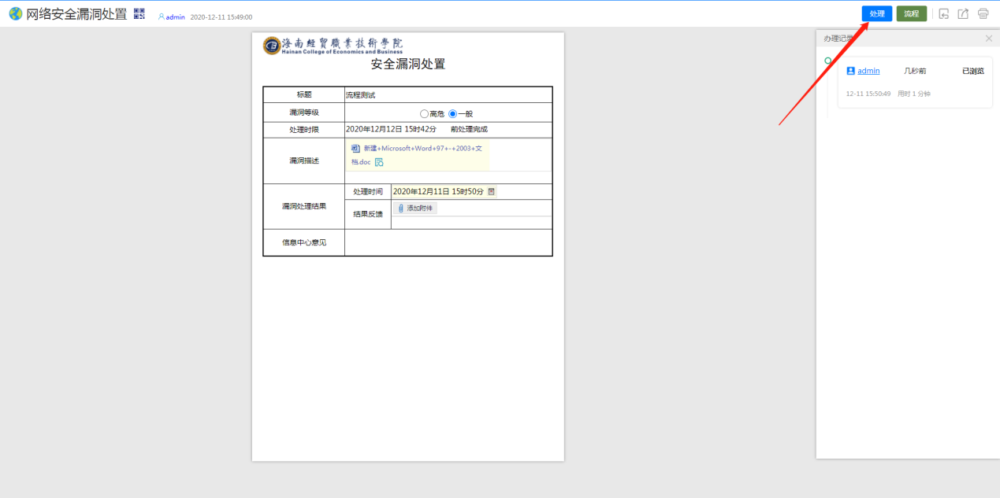 网络安全漏洞处置 admin 2020-12-11 15:49:00 处理 流程
海南经贸职业技术学院
Hainan College of Economics and Business
安全漏洞处置
标题 流程测试
漏洞等级 高危 一般
处理时限 2020年12月12日 15时42分 前处理完成
漏洞描述 新建+Microsoft+Word+97+-+2003+文
档.doc
漏洞处理结果 处理时间 2020年12月11日 15时50分
结果反馈 添加附件
信息中心意见
办理记录
admin 几秒前 已浏览
12-11 15:50:49 用时 1 分钟